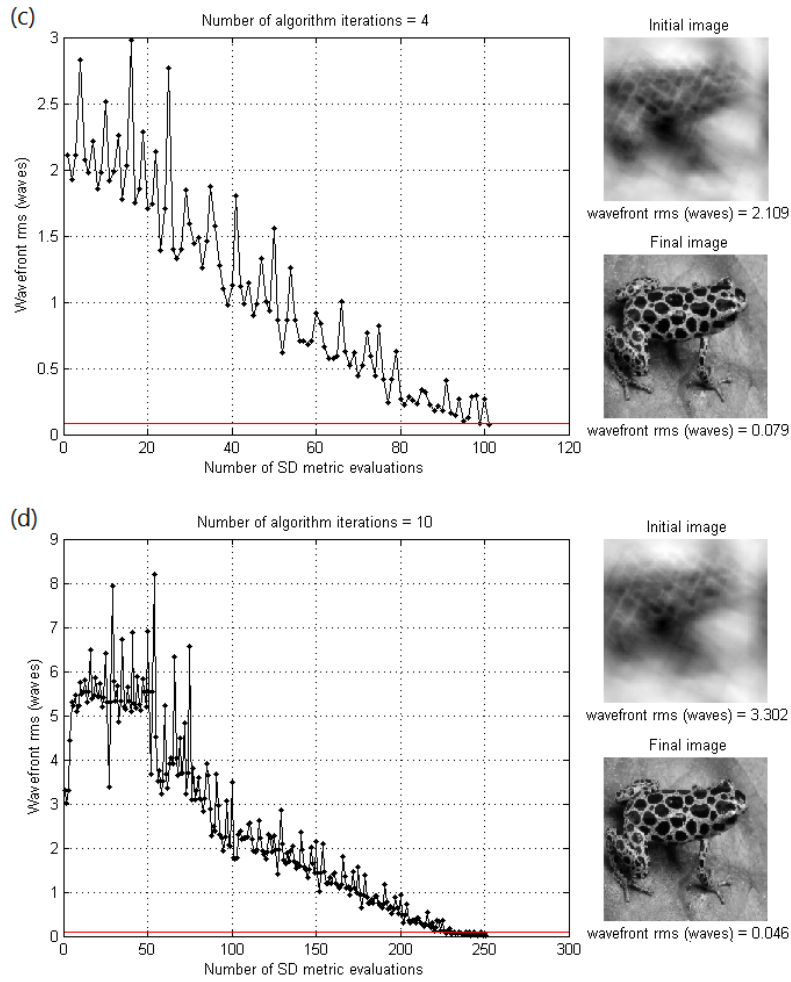 (c)
Number of algorithm iterations = 4
3
2.5
2
1.5
1
0.5
0
Wavefront rms (waves)
0 20 40 60 80 100 120
Number of SD metric evaluations
Initial image
wavefront rms (waves) = 2.109
Final image
wavefront rms (waves) = 0.079
(d)
Number of algorithm iterations = 10
9
8
7
6
5
4
3
2
1
0
Wavefront rms (waves)
0 50 100 150 200 250 300
Number of SD metric evaluations
Initial image
wavefront rms (waves) = 3.302
Final image
wavefront rms (waves) = 0.046